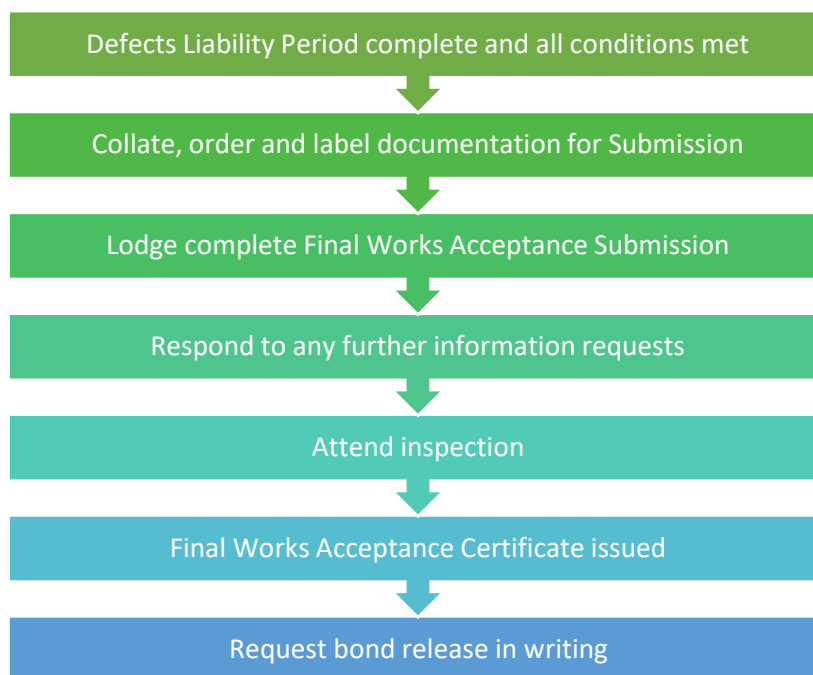 Defects Liability Period complete and all conditions met
Collate, order and label documentation for Submission
Lodge complete Final Works Acceptance Submission
Respond to any further information requests
Attend inspection
Final Works Acceptance Certificate issued
Request bond release in writing